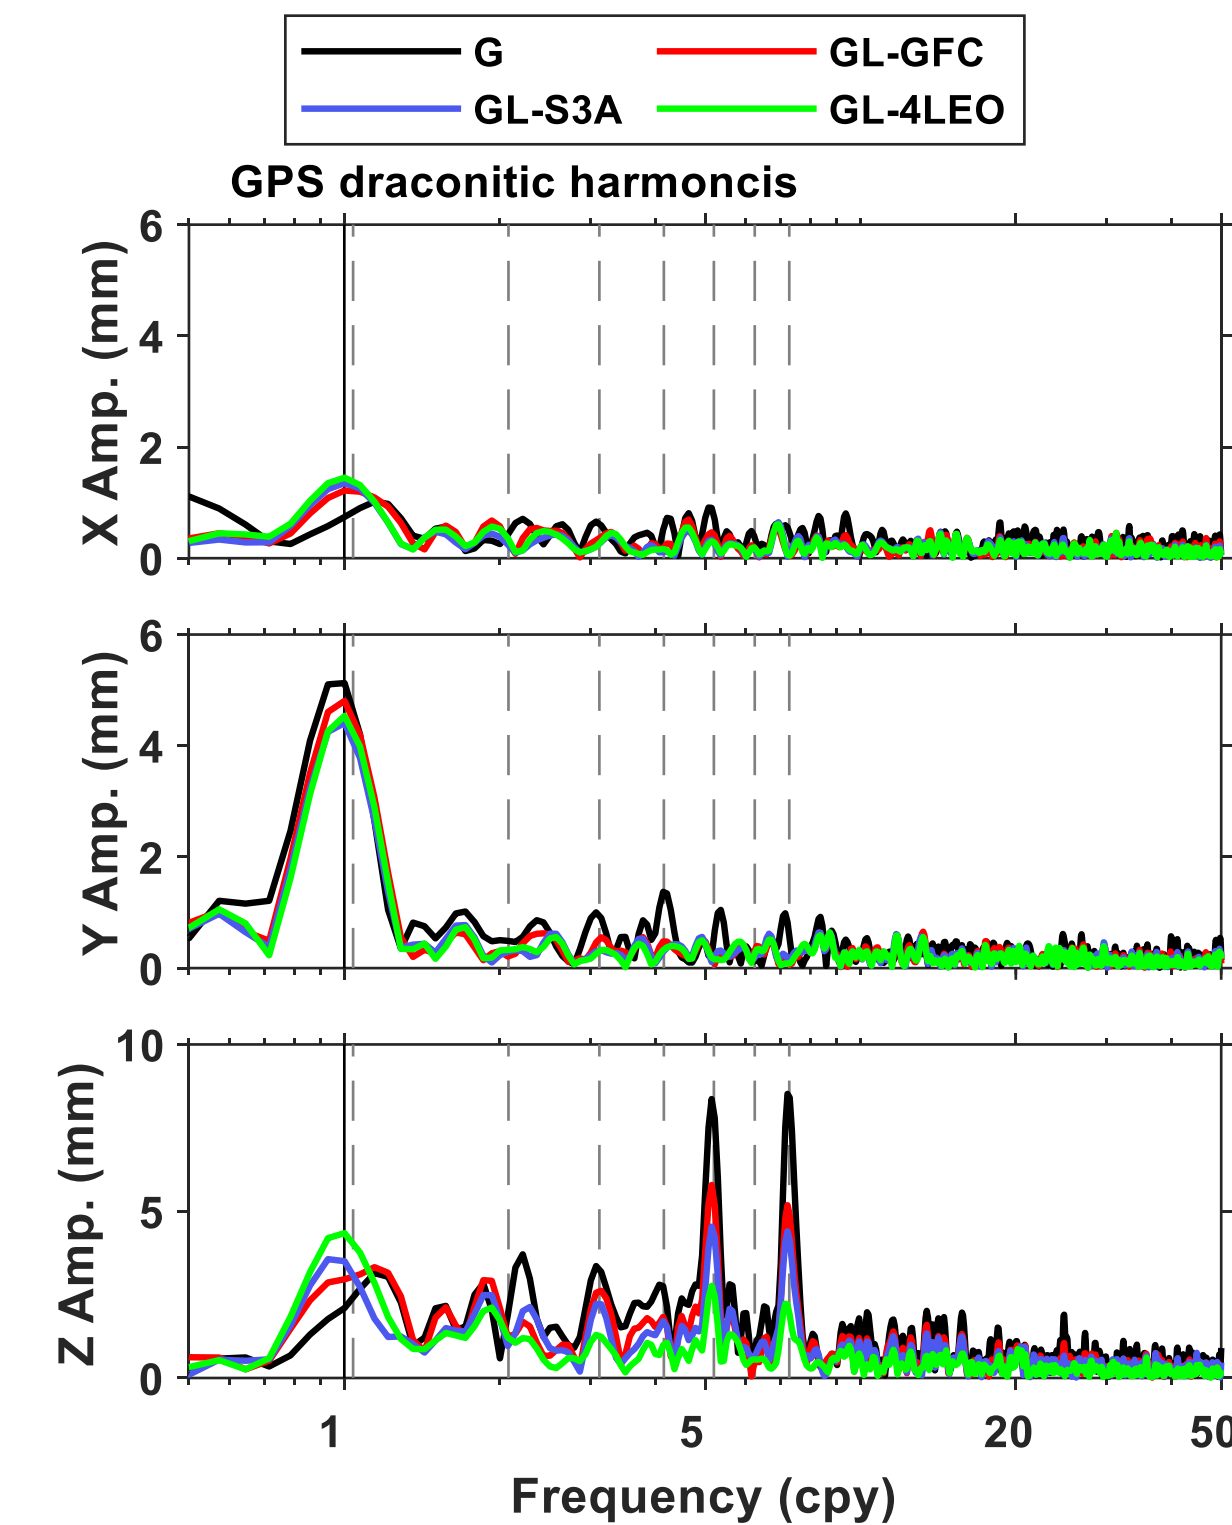 G GL-GFC
GL-S3A GL-4LEO
GPS draconitic harmoncis
X Amp. (mm)
6
4
2
0
Y Amp. (mm)
6
4
2
0
Z Amp. (mm)
10
5
0
1 5 20 50
Frequency (cpy)